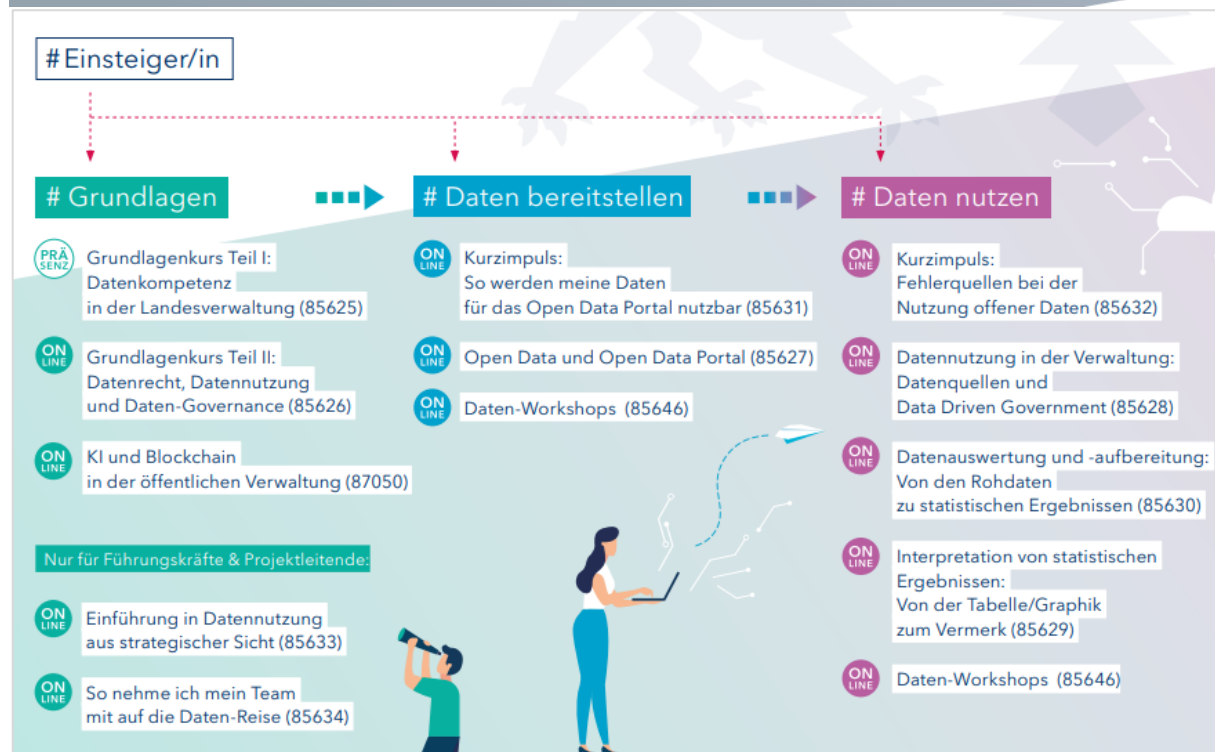 #Einsteiger/in
# Grundlagen
PRÄ
SENZ
Grundlagenkurs Teil I:
Datenkompetenz
in der Landesverwaltung (85625)
ON
LINE
Grundlagenkurs Teil II:
Datenrecht, Datennutzung
und Daten-Governance (85626)
ON
LINE
KI und Blockchain
in der öffentlichen Verwaltung (87050)
Nur für Führungskräfte & Projektleitende:
ON
LINE
Einführung in Datennutzung
aus strategischer Sicht (85633)
ON
LINE
So nehme ich mein Team
mit auf die Daten-Reise (85634)
# Daten bereitstellen
ON
LINE
Kurzimpuls:
So werden meine Daten
für das Open Data Portal nutzbar (85631)
ON
LINE
Open Data und Open Data Portal (85627)
ON
LINE
Daten-Workshops (85646)
# Daten nutzen
ON
LINE
Kurzimpuls:
Fehlerquellen bei der
Nutzung offener Daten (85632)
ON
LINE
Datennutzung in der Verwaltung:
Datenquellen und
Data Driven Government (85628)
ON
LINE
Datenauswertung und -aufbereitung:
Von den Rohdaten
zu statistischen Ergebnissen (85630)
ON
LINE
Interpretation von statistischen
Ergebnissen:
Von der Tabelle/Graphik
zum Vermerk (85629)
ON
LINE
Daten-Workshops (85646)